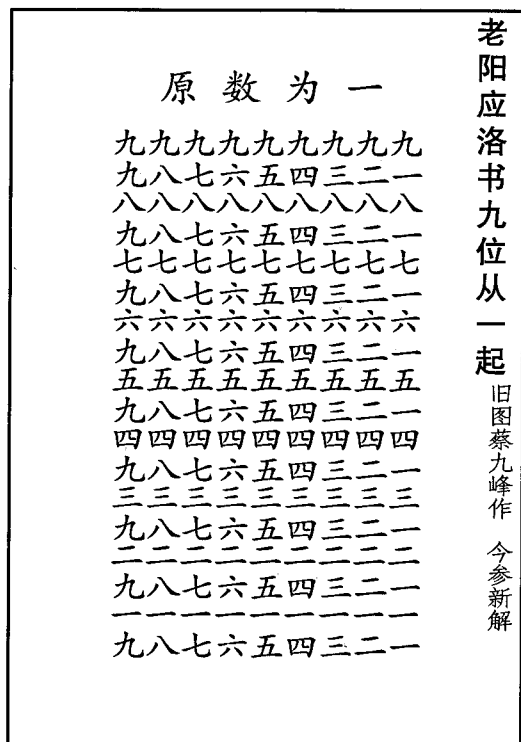 老阳应洛书九位从一起
旧图蔡九峰作 今参新解
原数为一
九九九九九九九九九
九八七六五四三二一
八八八八八八八八八
九八七六五四三二一
七七七七七七七七七
九八七六五四三二一
六六六六六六六六六
九八七六五四三二一
五五五五五五五五五
九八七六五四三二一
四四四四四四四四四
九八七六五四三二一
三三三三三三三三三
九八七六五四三二一
二二二二二二二二二
九八七六五四三二一
一一一一一一一一一
九八七六五四三二一